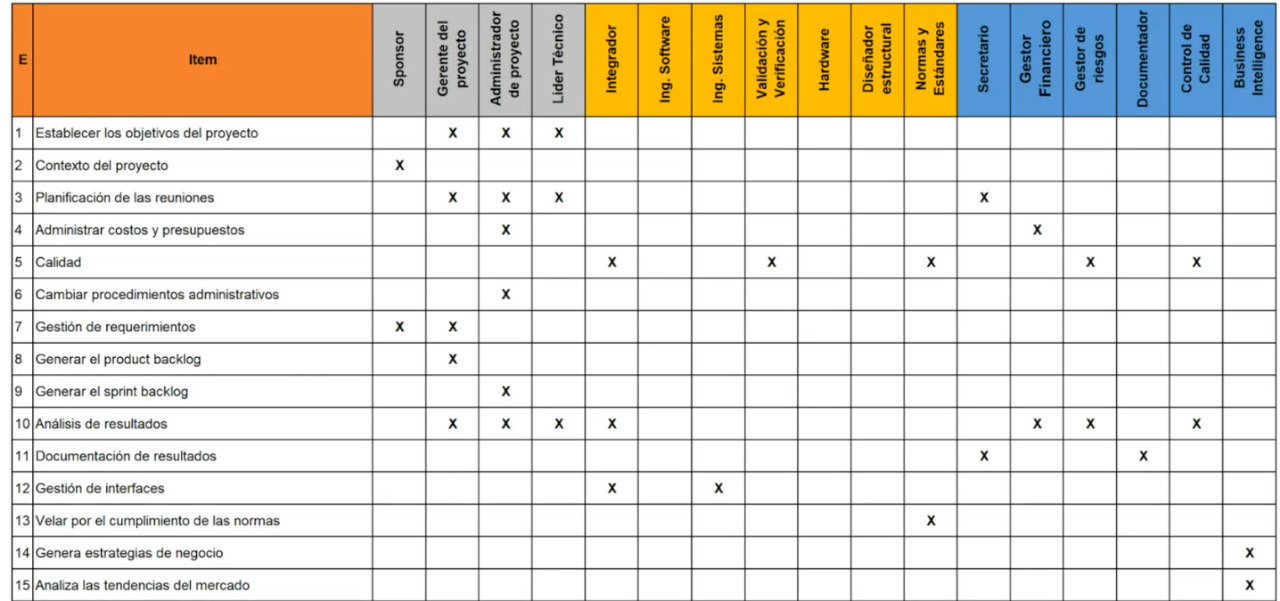 E Item Sponsor Gerente del proyecto Administrador de proyecto Lider Técnico Integrador Ing. Software Ing. Sistemas Validación y Verificación Hardware Diseñador estructural Normas y Estándares Secretario Gestor Financiero Gestor de riesgos Documentador Control de Calidad Business Intelligence
1 Establecer los objetivos del proyecto X X X
2 Contexto del proyecto X
3 Planificación de las reuniones X X X X
4 Administrar costos y presupuestos X X
5 Calidad X X X X X
6 Cambiar procedimientos administrativos X
7 Gestión de requerimientos X X
8 Generar el product backlog X
9 Generar el sprint backlog X
10 Análisis de resultados X X X X X X X
11 Documentación de resultados X X
12 Gestión de interfaces X X
13 Velar por el cumplimiento de las normas X
14 Genera estrategias de negocio X
15 Analiza las tendencias del mercado X